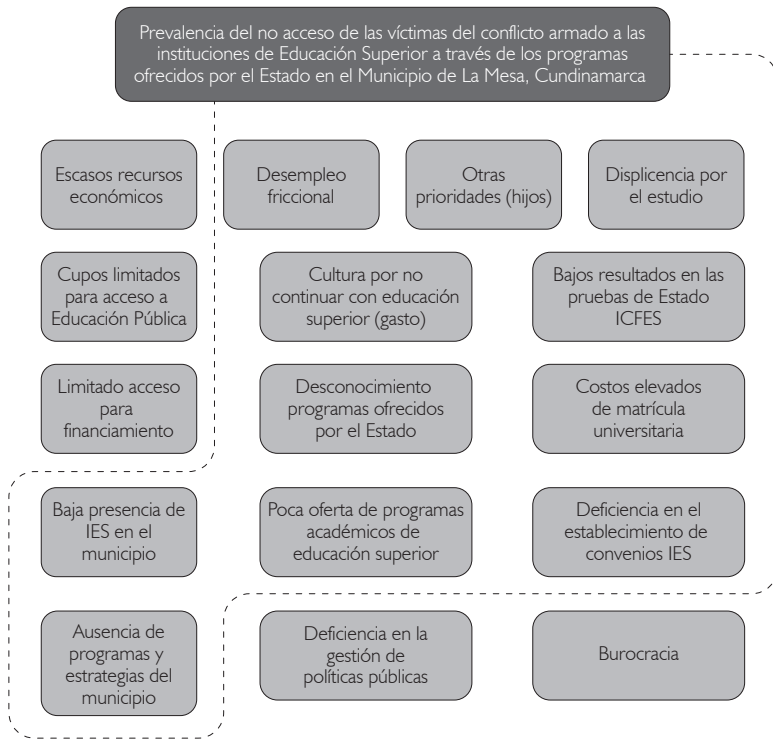 Prevalencia del no acceso de las víctimas del conflicto armado a las
instituciones de Educación Superior a través de los programas
ofrecidos por el Estado en el Municipio de La Mesa, Cundinamarca
Escasos recursos
económicos
Desempleo
friccional
Otras
prioridades (hijos)
Displicencia por
el estudio
Cupos limitados
para acceso a
Educación Pública
Cultura por no
continuar con educación
superior (gasto)
Bajos resultados en las
pruebas de Estado
ICFES
Limitado acceso
para
financiamiento
Desconocimiento
programas ofrecidos
por el Estado
Costos elevados
de matrícula
universitaria
Baja presencia de
IES en el
municipio
Poca oferta de programas
académicos de
educación superior
Deficiencia en el
establecimiento de
convenios IES
Ausencia de
programas y
estrategias del
municipio
Deficiencia en la
gestión de
políticas públicas
Burocracia